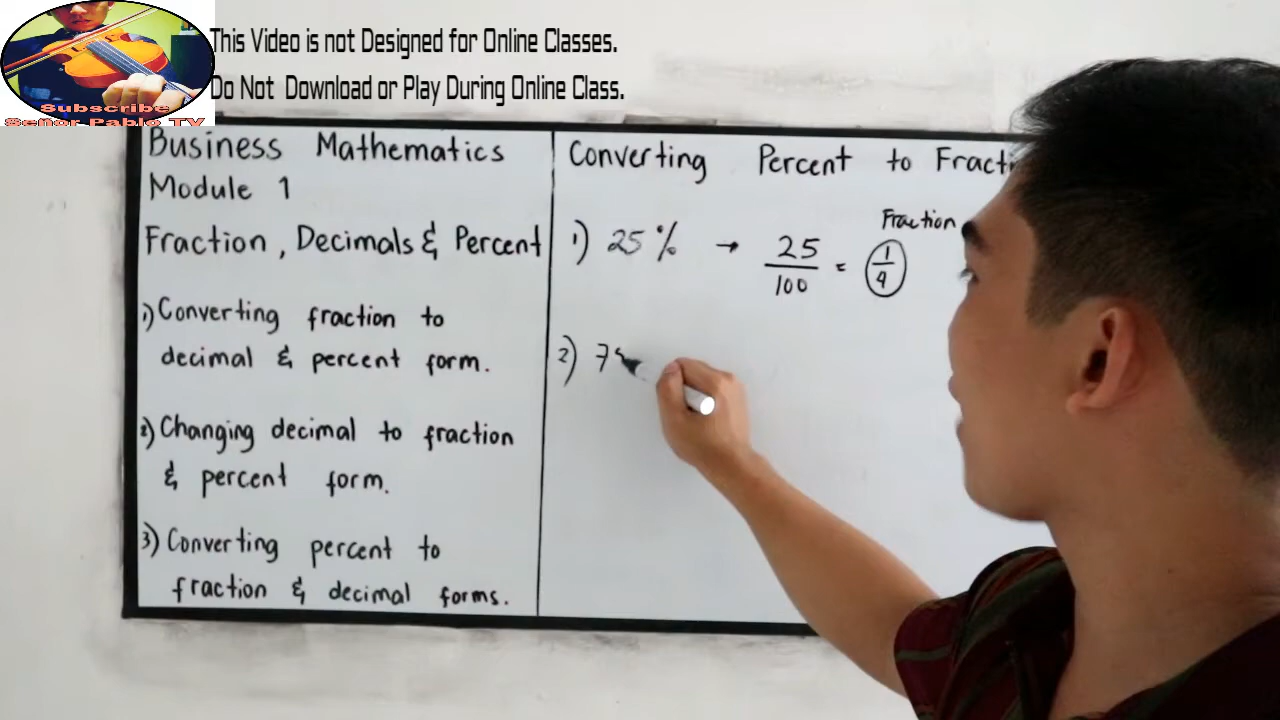 This Video is not Designed for Online Classes.
Do Not Download or Play During Online Class.
Subscribe
Señor Pablo TV
Business Mathematics
Module 1
Fraction, Decimals & Percent
1) Converting fraction to
decimal & percent form.
2) Changing decimal to fraction
& percent form.
3) Converting percent to
fraction & decimal forms.
Converting Percent to Fracti
Fraction
1) 25% → 25/100 = 1/4
2) 7